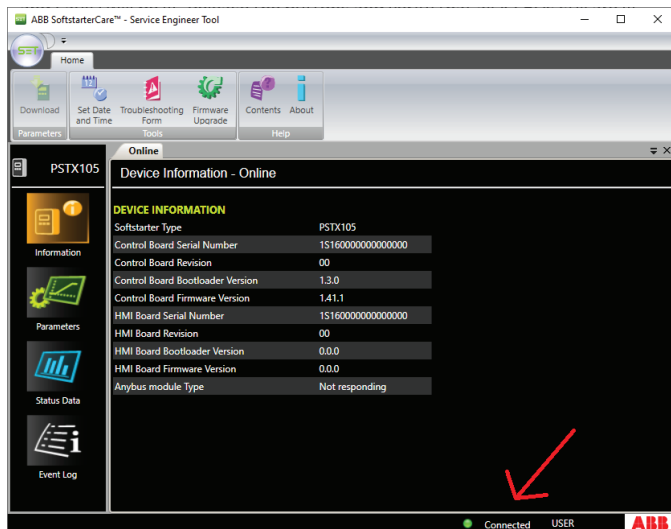 SET ABB SoftstarterCare™ - Service Engineer Tool
SET
Home
Download
Set Date and Time
Troubleshooting Form
Firmware Upgrade
Contents
About
Parameters
Tools
Help
PSTX105
Information
Parameters
Status Data
Event Log
Online
Device Information - Online
DEVICE INFORMATION
Softstarter Type PSTX105
Control Board Serial Number 1S160000000000000
Control Board Revision 00
Control Board Bootloader Version 1.3.0
Control Board Firmware Version 1.41.1
HMI Board Serial Number 1S160000000000000
HMI Board Revision 00
HMI Board Bootloader Version 0.0.0
HMI Board Firmware Version 0.0.0
Anybus module Type Not responding
Connected USER ABB